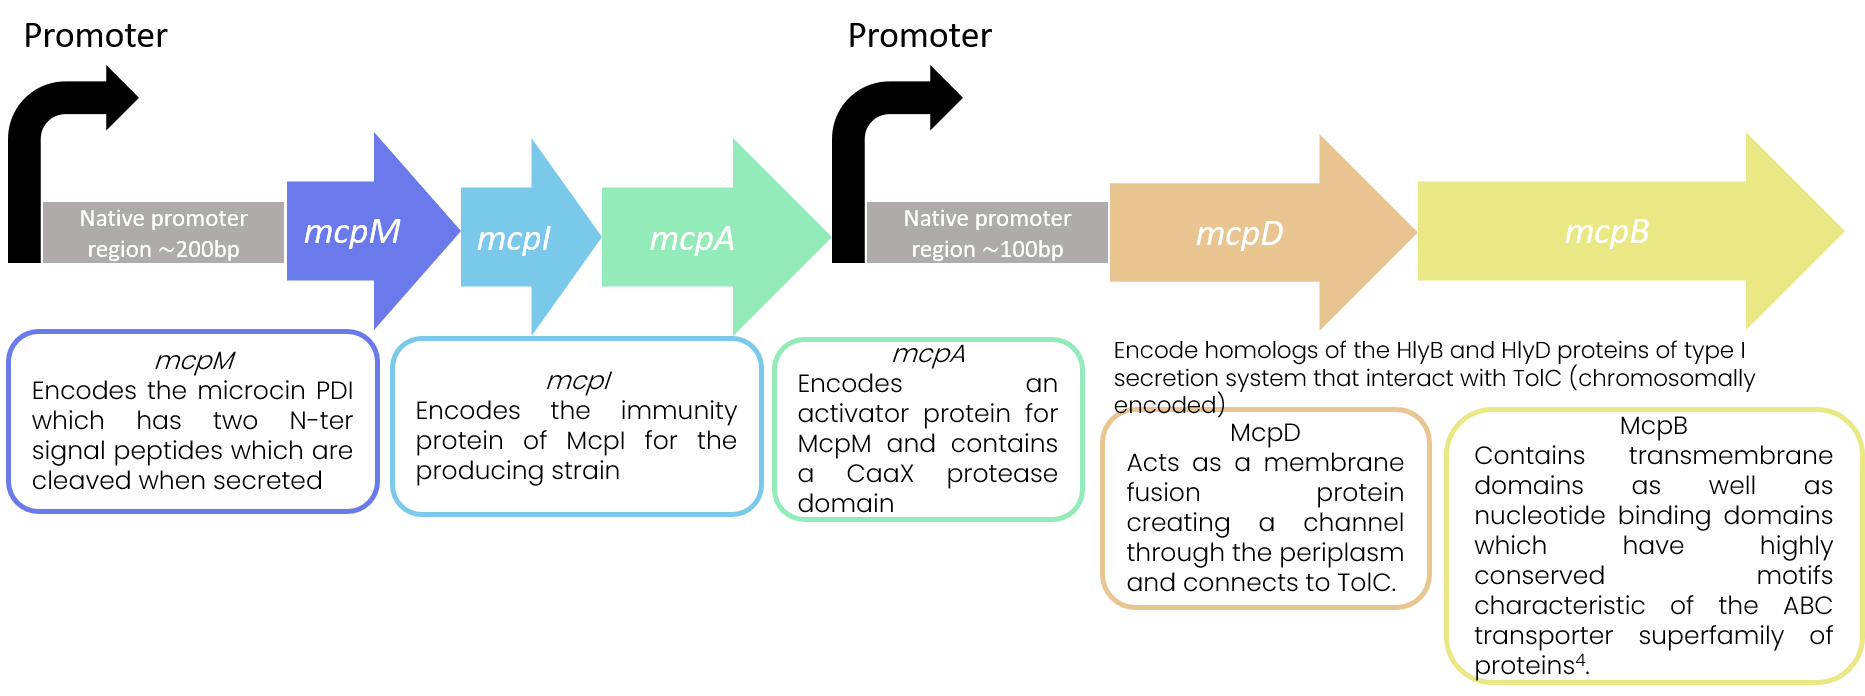 Promoter
Promoter
Native promoter
region ~200bp
mcpM
mcpI
mcpA
Native promoter
region ~100bp
mcpD
mcpB
mcpM
Encodes the microcin PDI
which has two N-ter
signal peptides which are
cleaved when secreted
mcpI
Encodes the immunity
protein of McpI for the
producing strain
mcpA
Encodes an
activator protein for
McpM and contains
a CaaX protease
domain
Encode homologs of the HlyB and HlyD proteins of type I
secretion system that interact with TolC (chromosomally
encoded)
McpD
Acts as a membrane
fusion protein
creating a channel
through the periplasm
and connects to TolC.
McpB
Contains transmembrane
domains as well as
nucleotide binding domains
which have highly
conserved motifs
characteristic of the ABC
transporter superfamily of
proteins⁴.